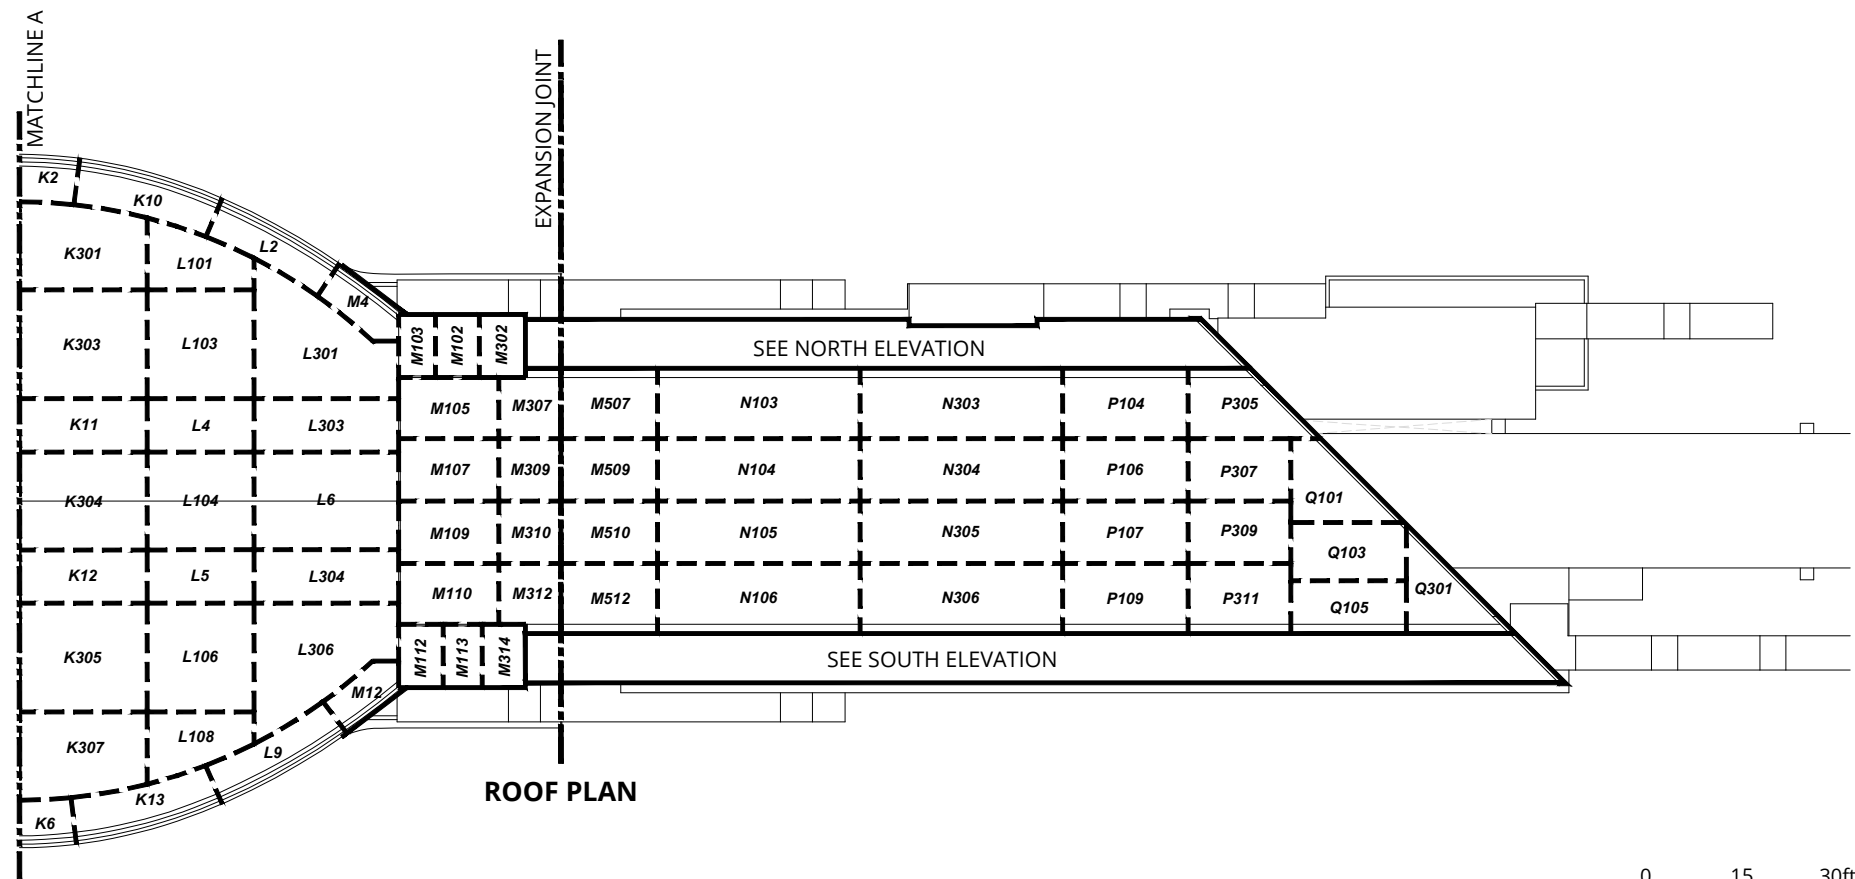 MATCHLINE A
EXPANSION JOINT
K2
K10
L2
M4
K301
L101
K303
L103
L301
M103
M102
M302
SEE NORTH ELEVATION
K11
L4
L303
M105
M307
M507
N103
N303
P104
P305
K304
L104
L6
M107
M309
M509
N104
N304
P106
P307
Q101
M109
M310
M510
N105
N305
P107
P309
Q103
K12
L5
L304
M110
M312
M512
N106
N306
P109
P311
Q105
Q301
K305
L106
L306
M112
M113
M314
SEE SOUTH ELEVATION
M12
K307
L108
L9
K13
K6
ROOF PLAN
0 15 30ft